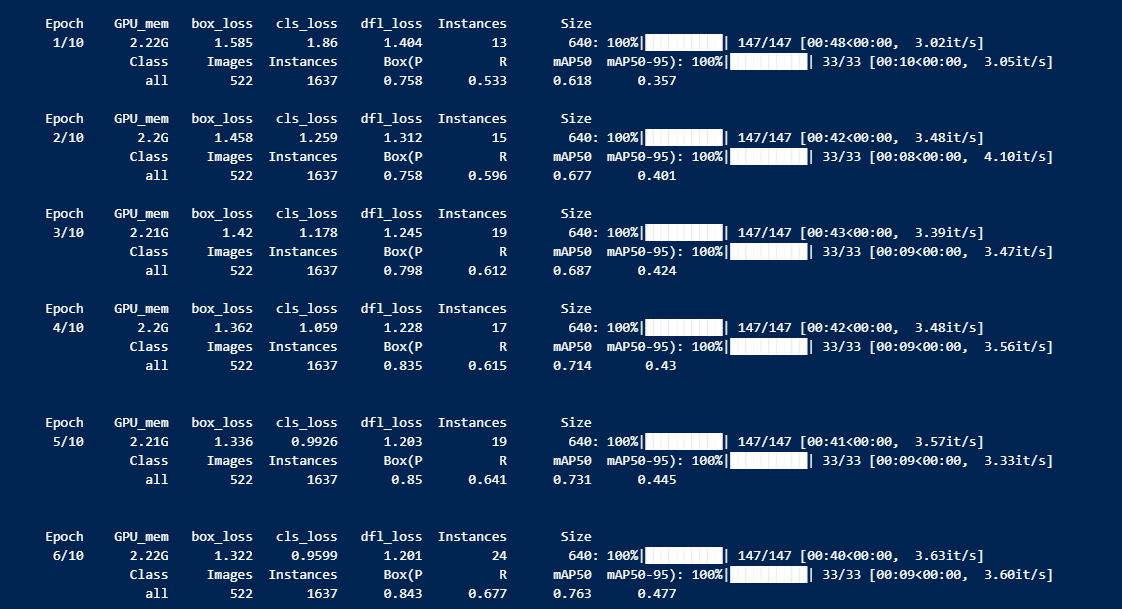 Epoch GPU_mem box_loss cls_loss dfl_loss Instances Size
1/10 2.22G 1.585 1.86 1.404 13 640: 100%|██████████| 147/147 [00:48<00:00, 3.02it/s]
Class Images Instances Box(P R mAP50 mAP50-95): 100%|██████████| 33/33 [00:10<00:00, 3.05it/s]
all 522 1637 0.758 0.533 0.618 0.357
Epoch GPU_mem box_loss cls_loss dfl_loss Instances Size
2/10 2.2G 1.458 1.259 1.312 15 640: 100%|██████████| 147/147 [00:42<00:00, 3.48it/s]
Class Images Instances Box(P R mAP50 mAP50-95): 100%|██████████| 33/33 [00:08<00:00, 4.10it/s]
all 522 1637 0.758 0.596 0.677 0.401
Epoch GPU_mem box_loss cls_loss dfl_loss Instances Size
3/10 2.21G 1.42 1.178 1.245 19 640: 100%|██████████| 147/147 [00:43<00:00, 3.39it/s]
Class Images Instances Box(P R mAP50 mAP50-95): 100%|██████████| 33/33 [00:09<00:00, 3.47it/s]
all 522 1637 0.798 0.612 0.687 0.424
Epoch GPU_mem box_loss cls_loss dfl_loss Instances Size
4/10 2.2G 1.362 1.059 1.228 17 640: 100%|██████████| 147/147 [00:42<00:00, 3.48it/s]
Class Images Instances Box(P R mAP50 mAP50-95): 100%|██████████| 33/33 [00:09<00:00, 3.56it/s]
all 522 1637 0.835 0.615 0.714 0.43
Epoch GPU_mem box_loss cls_loss dfl_loss Instances Size
5/10 2.21G 1.336 0.9926 1.203 19 640: 100%|██████████| 147/147 [00:41<00:00, 3.57it/s]
Class Images Instances Box(P R mAP50 mAP50-95): 100%|██████████| 33/33 [00:09<00:00, 3.33it/s]
all 522 1637 0.85 0.641 0.731 0.445
Epoch GPU_mem box_loss cls_loss dfl_loss Instances Size
6/10 2.22G 1.322 0.9599 1.201 24 640: 100%|██████████| 147/147 [00:40<00:00, 3.63it/s]
Class Images Instances Box(P R mAP50 mAP50-95): 100%|██████████| 33/33 [00:09<00:00, 3.60it/s]
all 522 1637 0.843 0.677 0.763 0.477